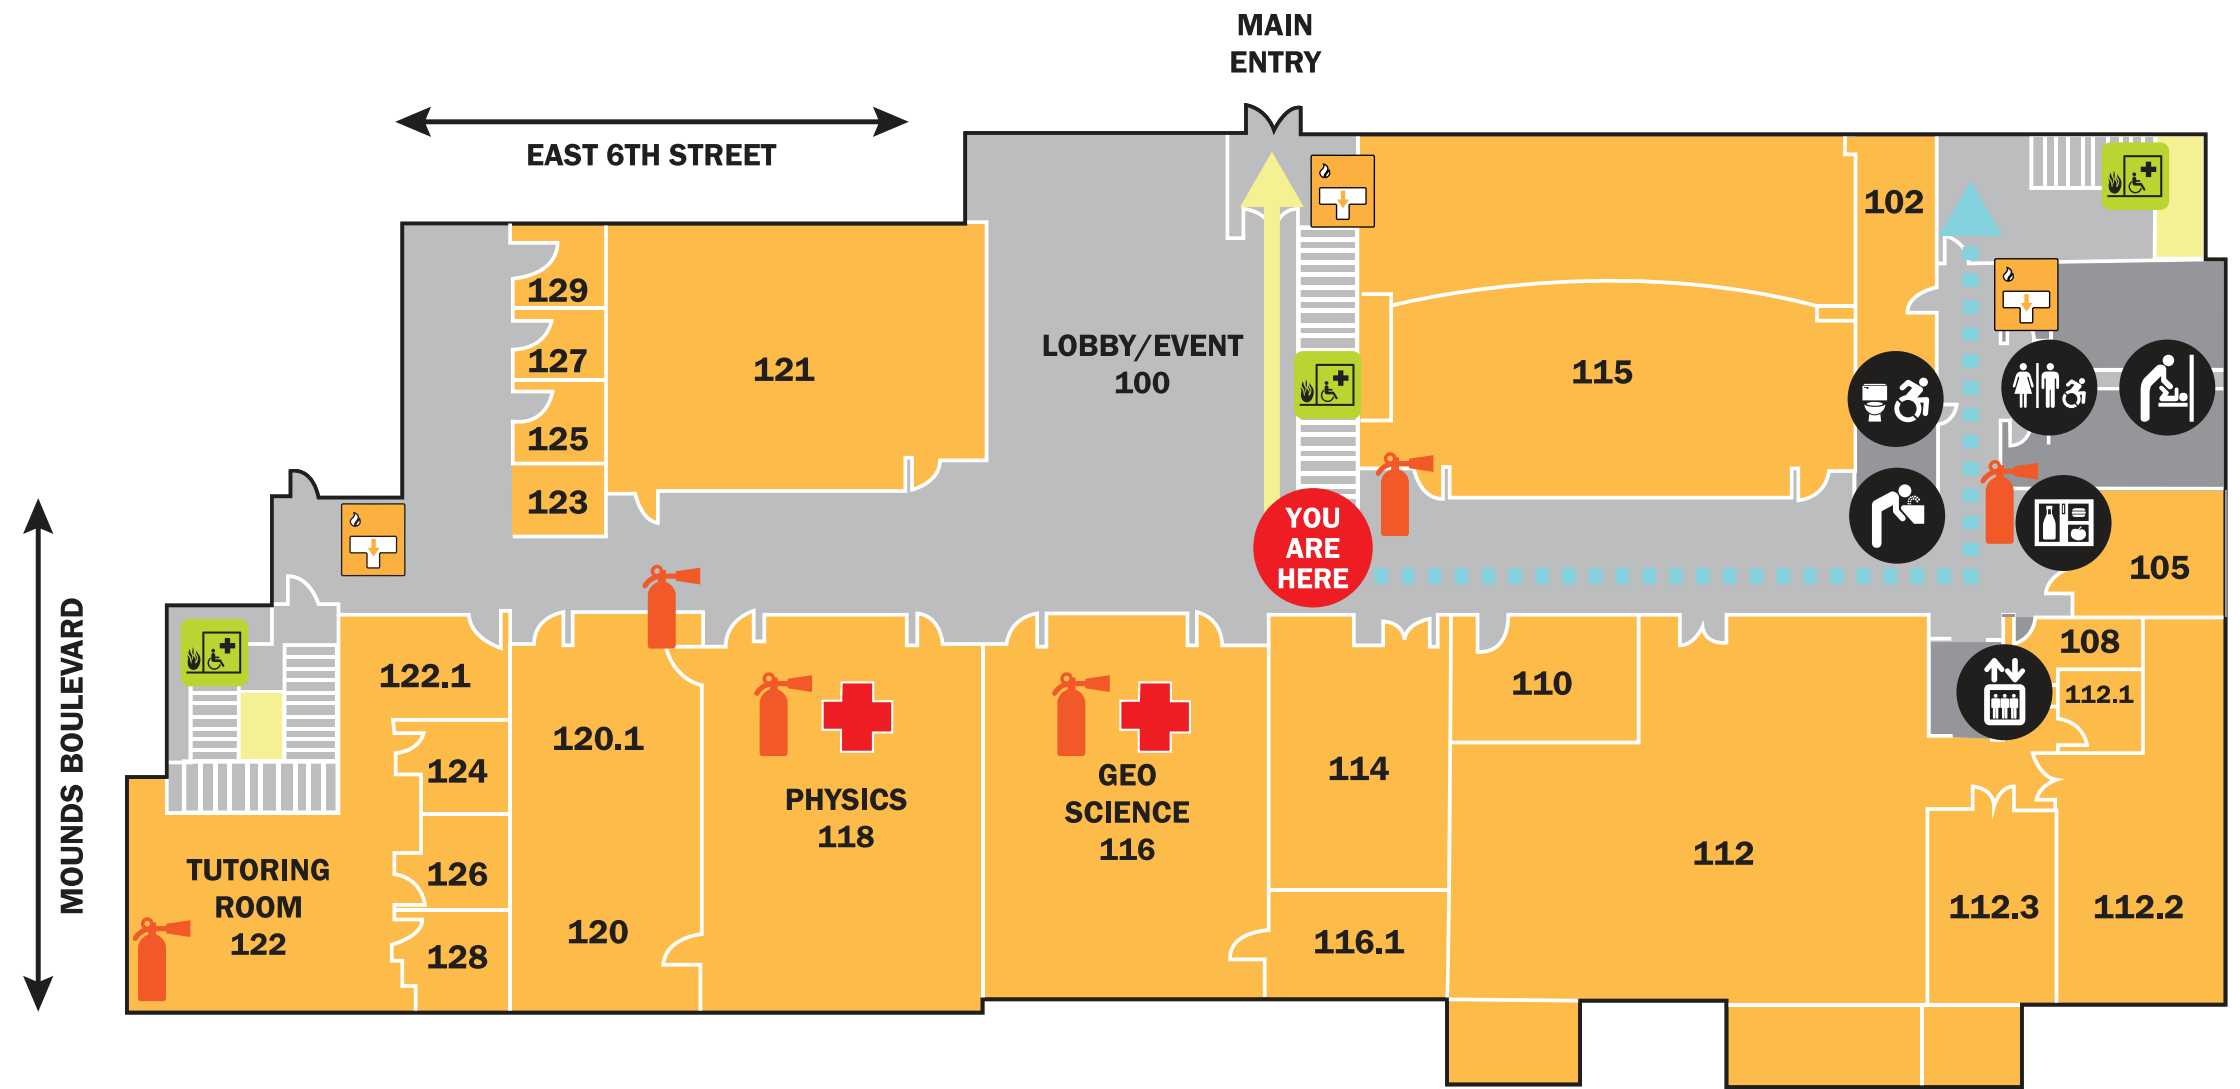 MAIN
ENTRY
EAST 6TH STREET
102
129
127
125
123
121
LOBBY/EVENT
100
115
YOU
ARE
HERE
105
108
112.1
MOUNDS BOULEVARD
122.1
124
126
128
120.1
120
PHYSICS
118
GEO
SCIENCE
116
114
116.1
110
112
112.3
112.2
TUTORING
ROOM
122